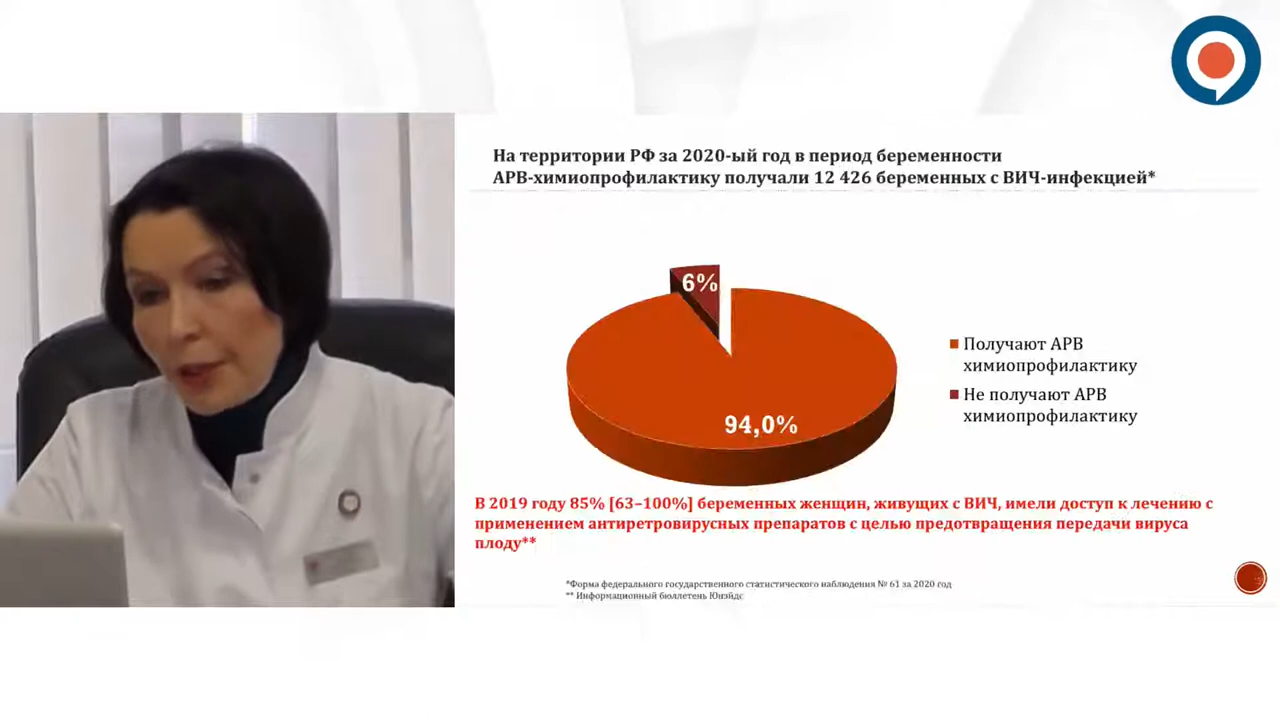 На территории РФ за 2020-ый год в период беременности
АРВ-химиопрофилактику получали 12 426 беременных с ВИЧ-инфекцией*
6%
94,0%
Получают АРВ
химиопрофилактику
Не получают АРВ
химиопрофилактику
В 2019 году 85% [63–100%] беременных женщин, живущих с ВИЧ, имели доступ к лечению с
применением антиретровирусных препаратов с целью предотвращения передачи вируса
плоду**
*Форма федерального государственного статистического наблюдения № 61 за 2020 год
** Информационный бюллетень Юнэйдс